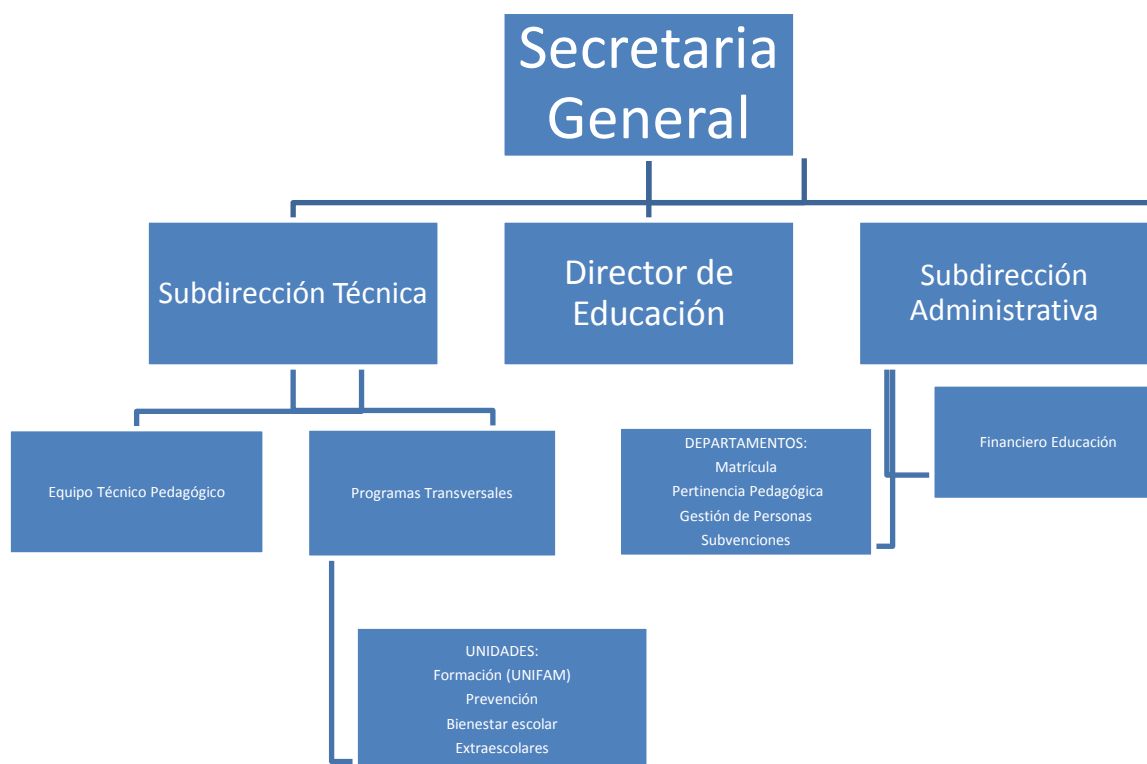 Secretaria
General
Subdirección Técnica
Director de
Educación
Subdirección
Administrativa
Equipo Técnico Pedagógico
Programas Transversales
DEPARTAMENTOS:
Matrícula
Pertinencia Pedagógica
Gestión de Personas
Subvenciones
Financiero Educación
UNIDADES:
Formación (UNIFAM)
Prevención
Bienestar escolar
Extraescolares